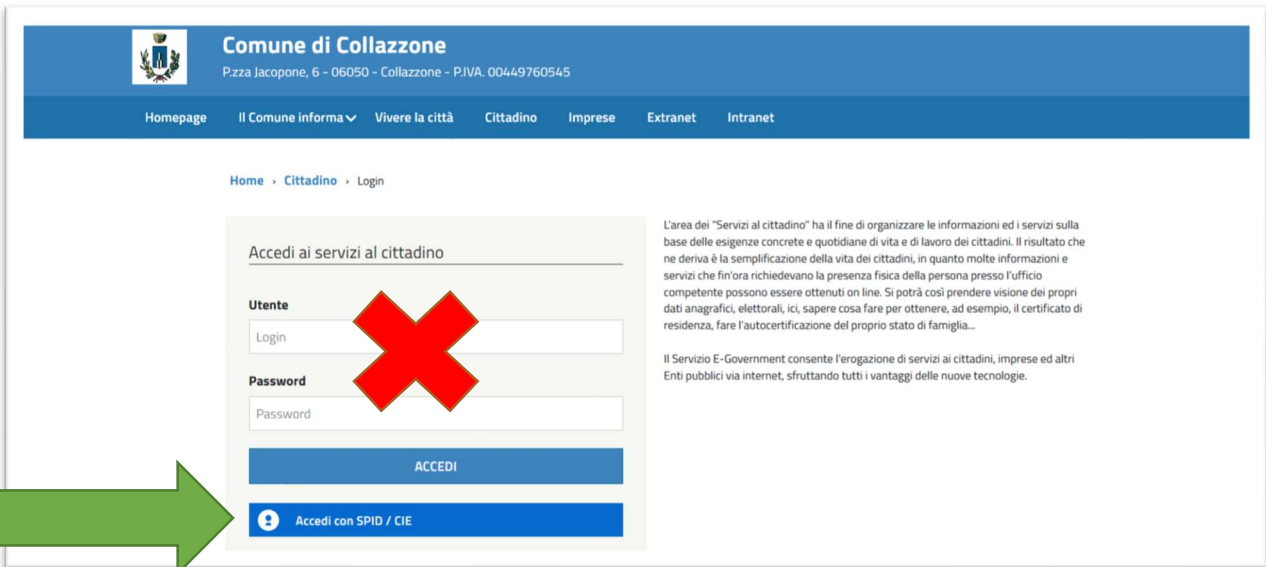 Comune di Collazzone
P.zza Jacopone, 6 - 06050 - Collazzone - P.IVA. 00449760545
Homepage Il Comune informa Vivere la città Cittadino Imprese Extranet Intranet
Home › Cittadino › Login
Accedi ai servizi al cittadino
Utente
Login
Password
Password
ACCEDI
Accedi con SPID / CIE
L'area dei "Servizi al cittadino" ha il fine di organizzare le informazioni ed i servizi sulla
base delle esigenze concrete e quotidiane di vita e di lavoro dei cittadini. Il risultato che
ne deriva è la semplificazione della vita dei cittadini, in quanto molte informazioni e
servizi che fin'ora richiedevano la presenza fisica della persona presso l'ufficio
competente possono essere ottenuti on line. Si potrà così prendere visione dei propri
dati anagrafici, elettorali, ici, sapere cosa fare per ottenere, ad esempio, il certificato di
residenza, fare l'autocertificazione del proprio stato di famiglia...
Il Servizio E-Government consente l'erogazione di servizi ai cittadini, imprese ed altri
Enti pubblici via internet, sfruttando tutti i vantaggi delle nuove tecnologie.